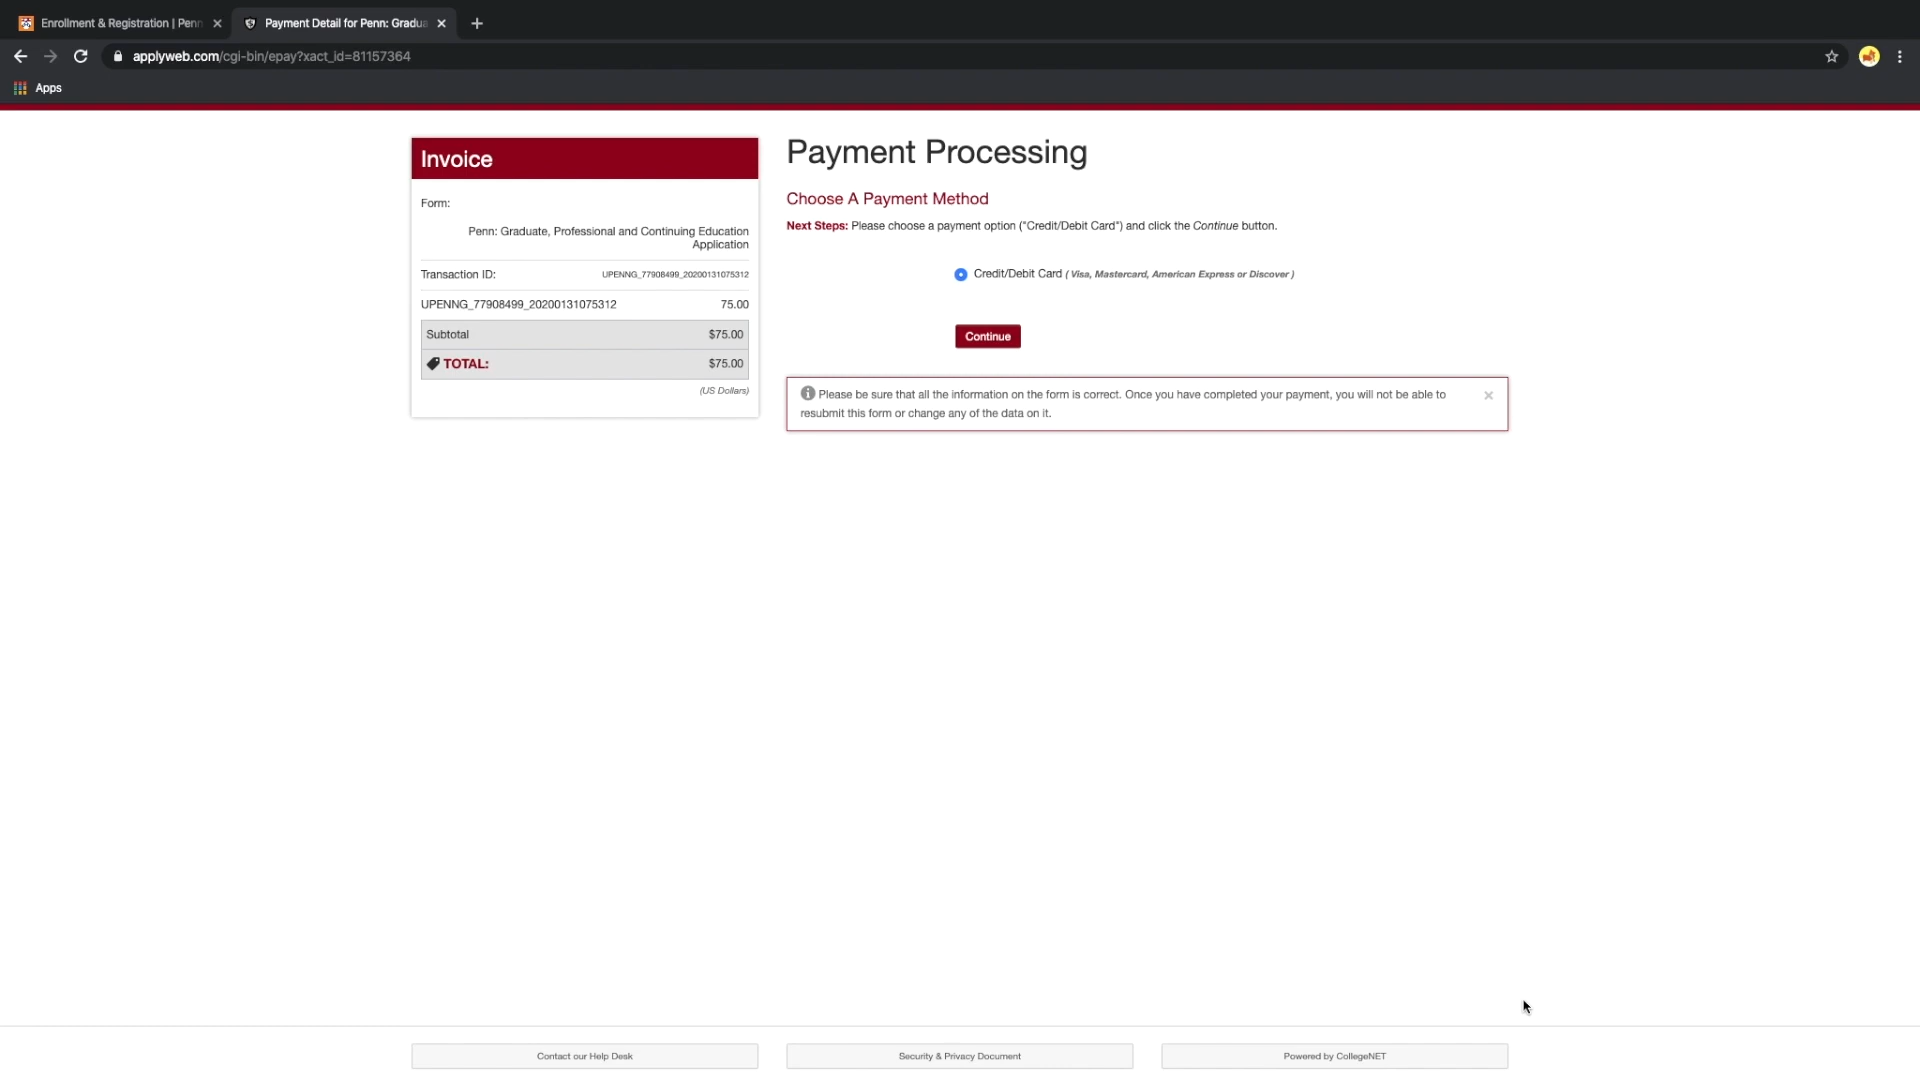 Enrollment & Registration | Penn
Payment Detail for Penn: Gradua
applyweb.com/cgi-bin/epay?xact_id=81157364
Apps
Invoice
Form:
Penn: Graduate, Professional and Continuing Education
Application
Transaction ID: UPENNG_77908499_20200131075312
UPENNG_77908499_20200131075312 75.00
Subtotal $75.00
TOTAL: $75.00
(US Dollars)
Payment Processing
Choose A Payment Method
Next Steps: Please choose a payment option ("Credit/Debit Card") and click the Continue button.
Credit/Debit Card ( Visa, Mastercard, American Express or Discover )
Continue
Please be sure that all the information on the form is correct. Once you have completed your payment, you will not be able to
resubmit this form or change any of the data on it.
Contact our Help Desk
Security & Privacy Document
Powered by CollegeNET